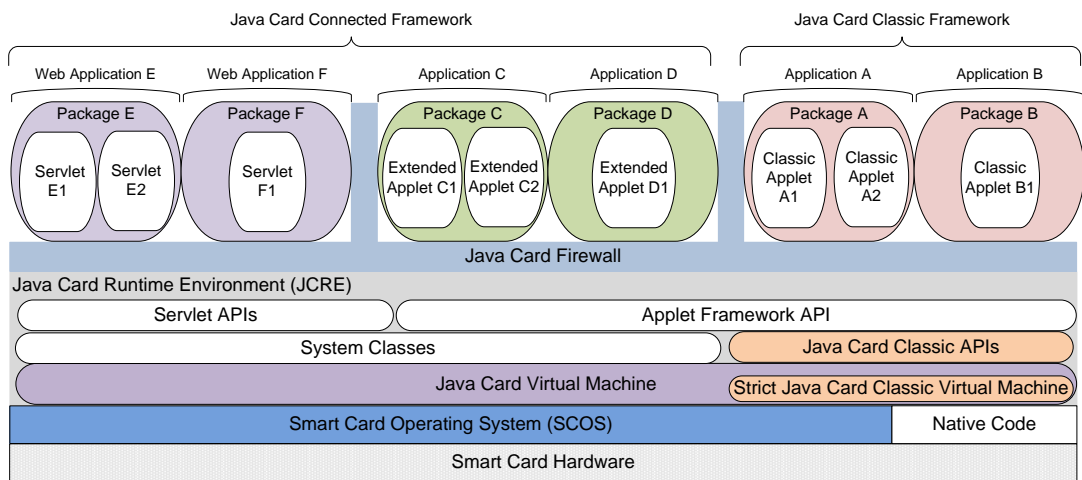 Java Card Connected Framework
Java Card Classic Framework
Web Application E
Web Application F
Application C
Application D
Application A
Application B
Package E
Package F
Package C
Package D
Package A
Package B
Servlet
E1
Servlet
E2
Servlet
F1
Extended
Applet C1
Extended
Applet C2
Extended
Applet D1
Classic
Applet
A1
Classic
Applet
A2
Classic
Applet B1
Java Card Firewall
Java Card Runtime Environment (JCRE)
Servlet APIs
Applet Framework API
System Classes
Java Card Classic APIs
Java Card Virtual Machine
Strict Java Card Classic Virtual Machine
Smart Card Operating System (SCOS)
Native Code
Smart Card Hardware